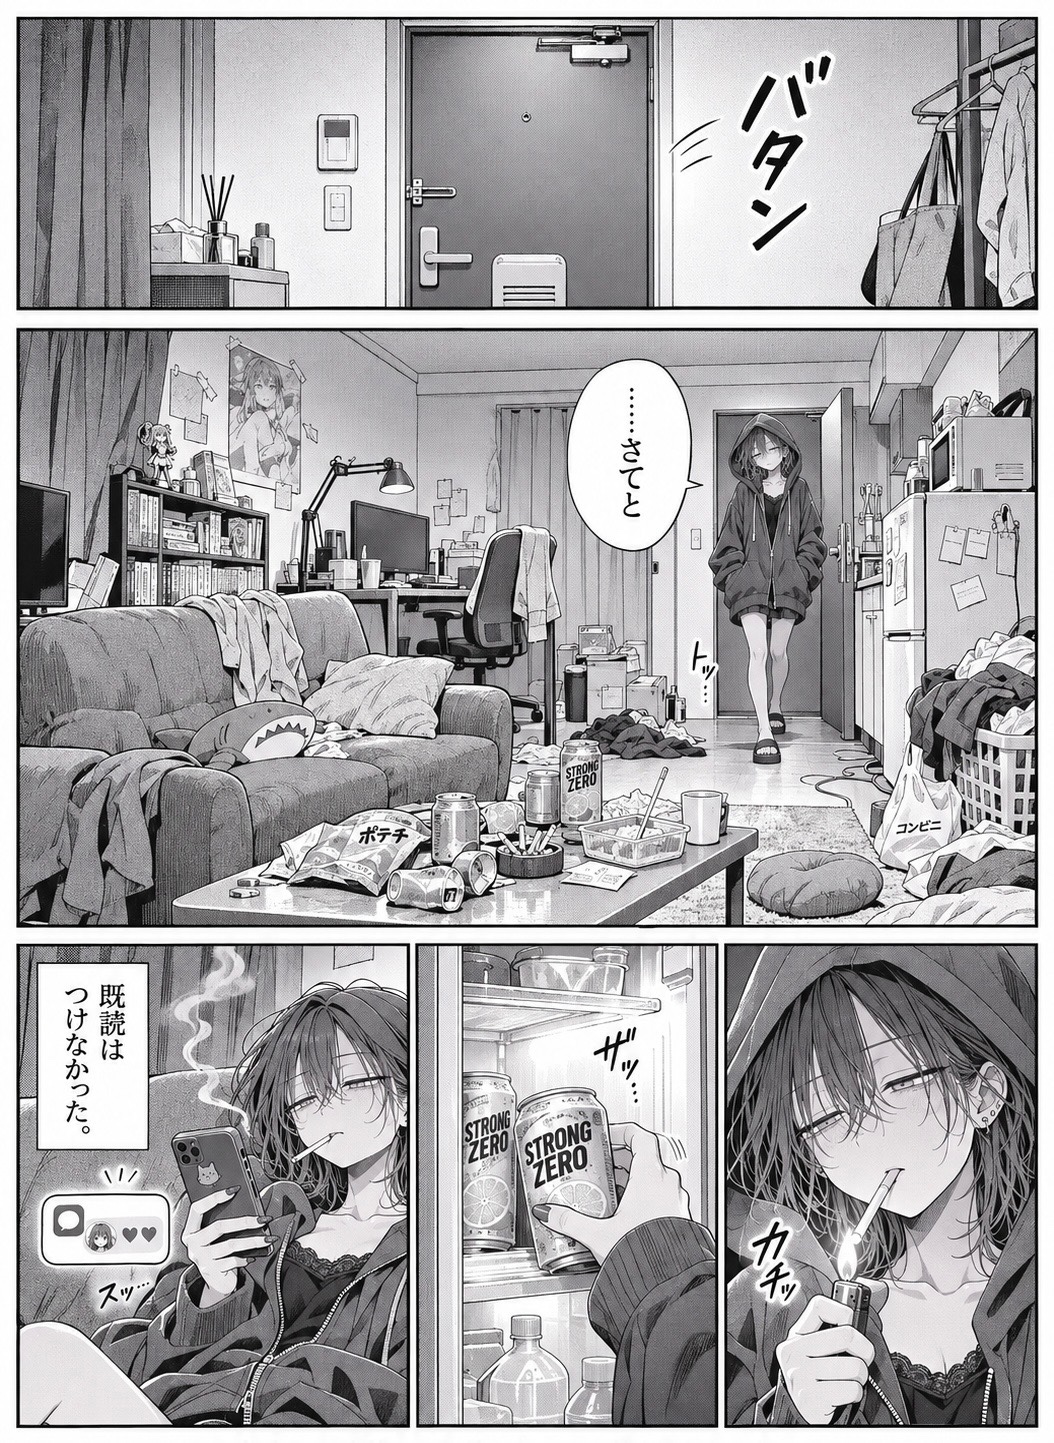 バタン
……さてと
トッ…
STRONG
ZERO
ポテチ
コンビニ
カチッ
ザッ…
STRONG
ZERO
STRONG
ZERO
既読は
つけなかった。
スッ…